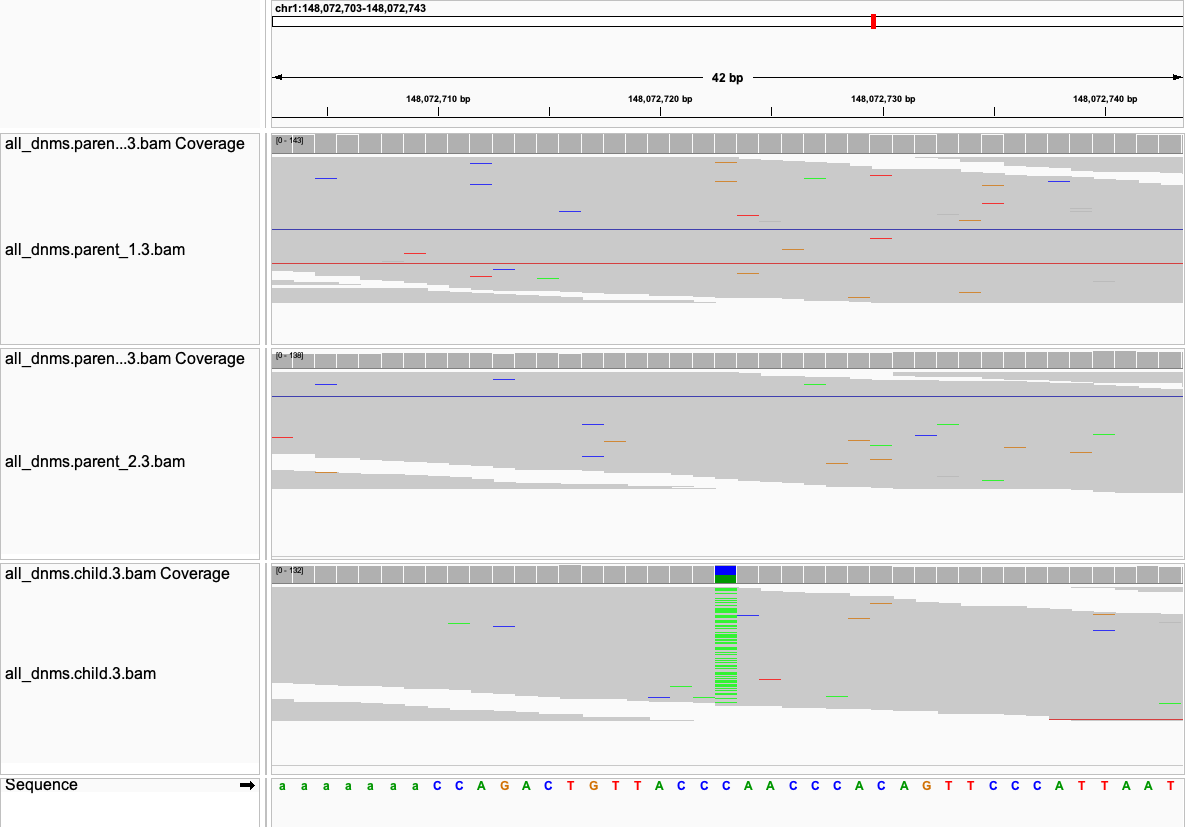 chr1:148,072,703-148,072,743
42 bp
148,072,710 bp 148,072,720 bp 148,072,730 bp 148,072,740 bp
all_dnms.paren...3.bam Coverage
[0 - 143]
all_dnms.parent_1.3.bam
all_dnms.paren...3.bam Coverage
[0 - 138]
all_dnms.parent_2.3.bam
all_dnms.child.3.bam Coverage
[0 - 132]
all_dnms.child.3.bam
Sequence a a a a a a a C C A G A C T G T T A C C C A A C C C A C A G T T C C C A T T A A T